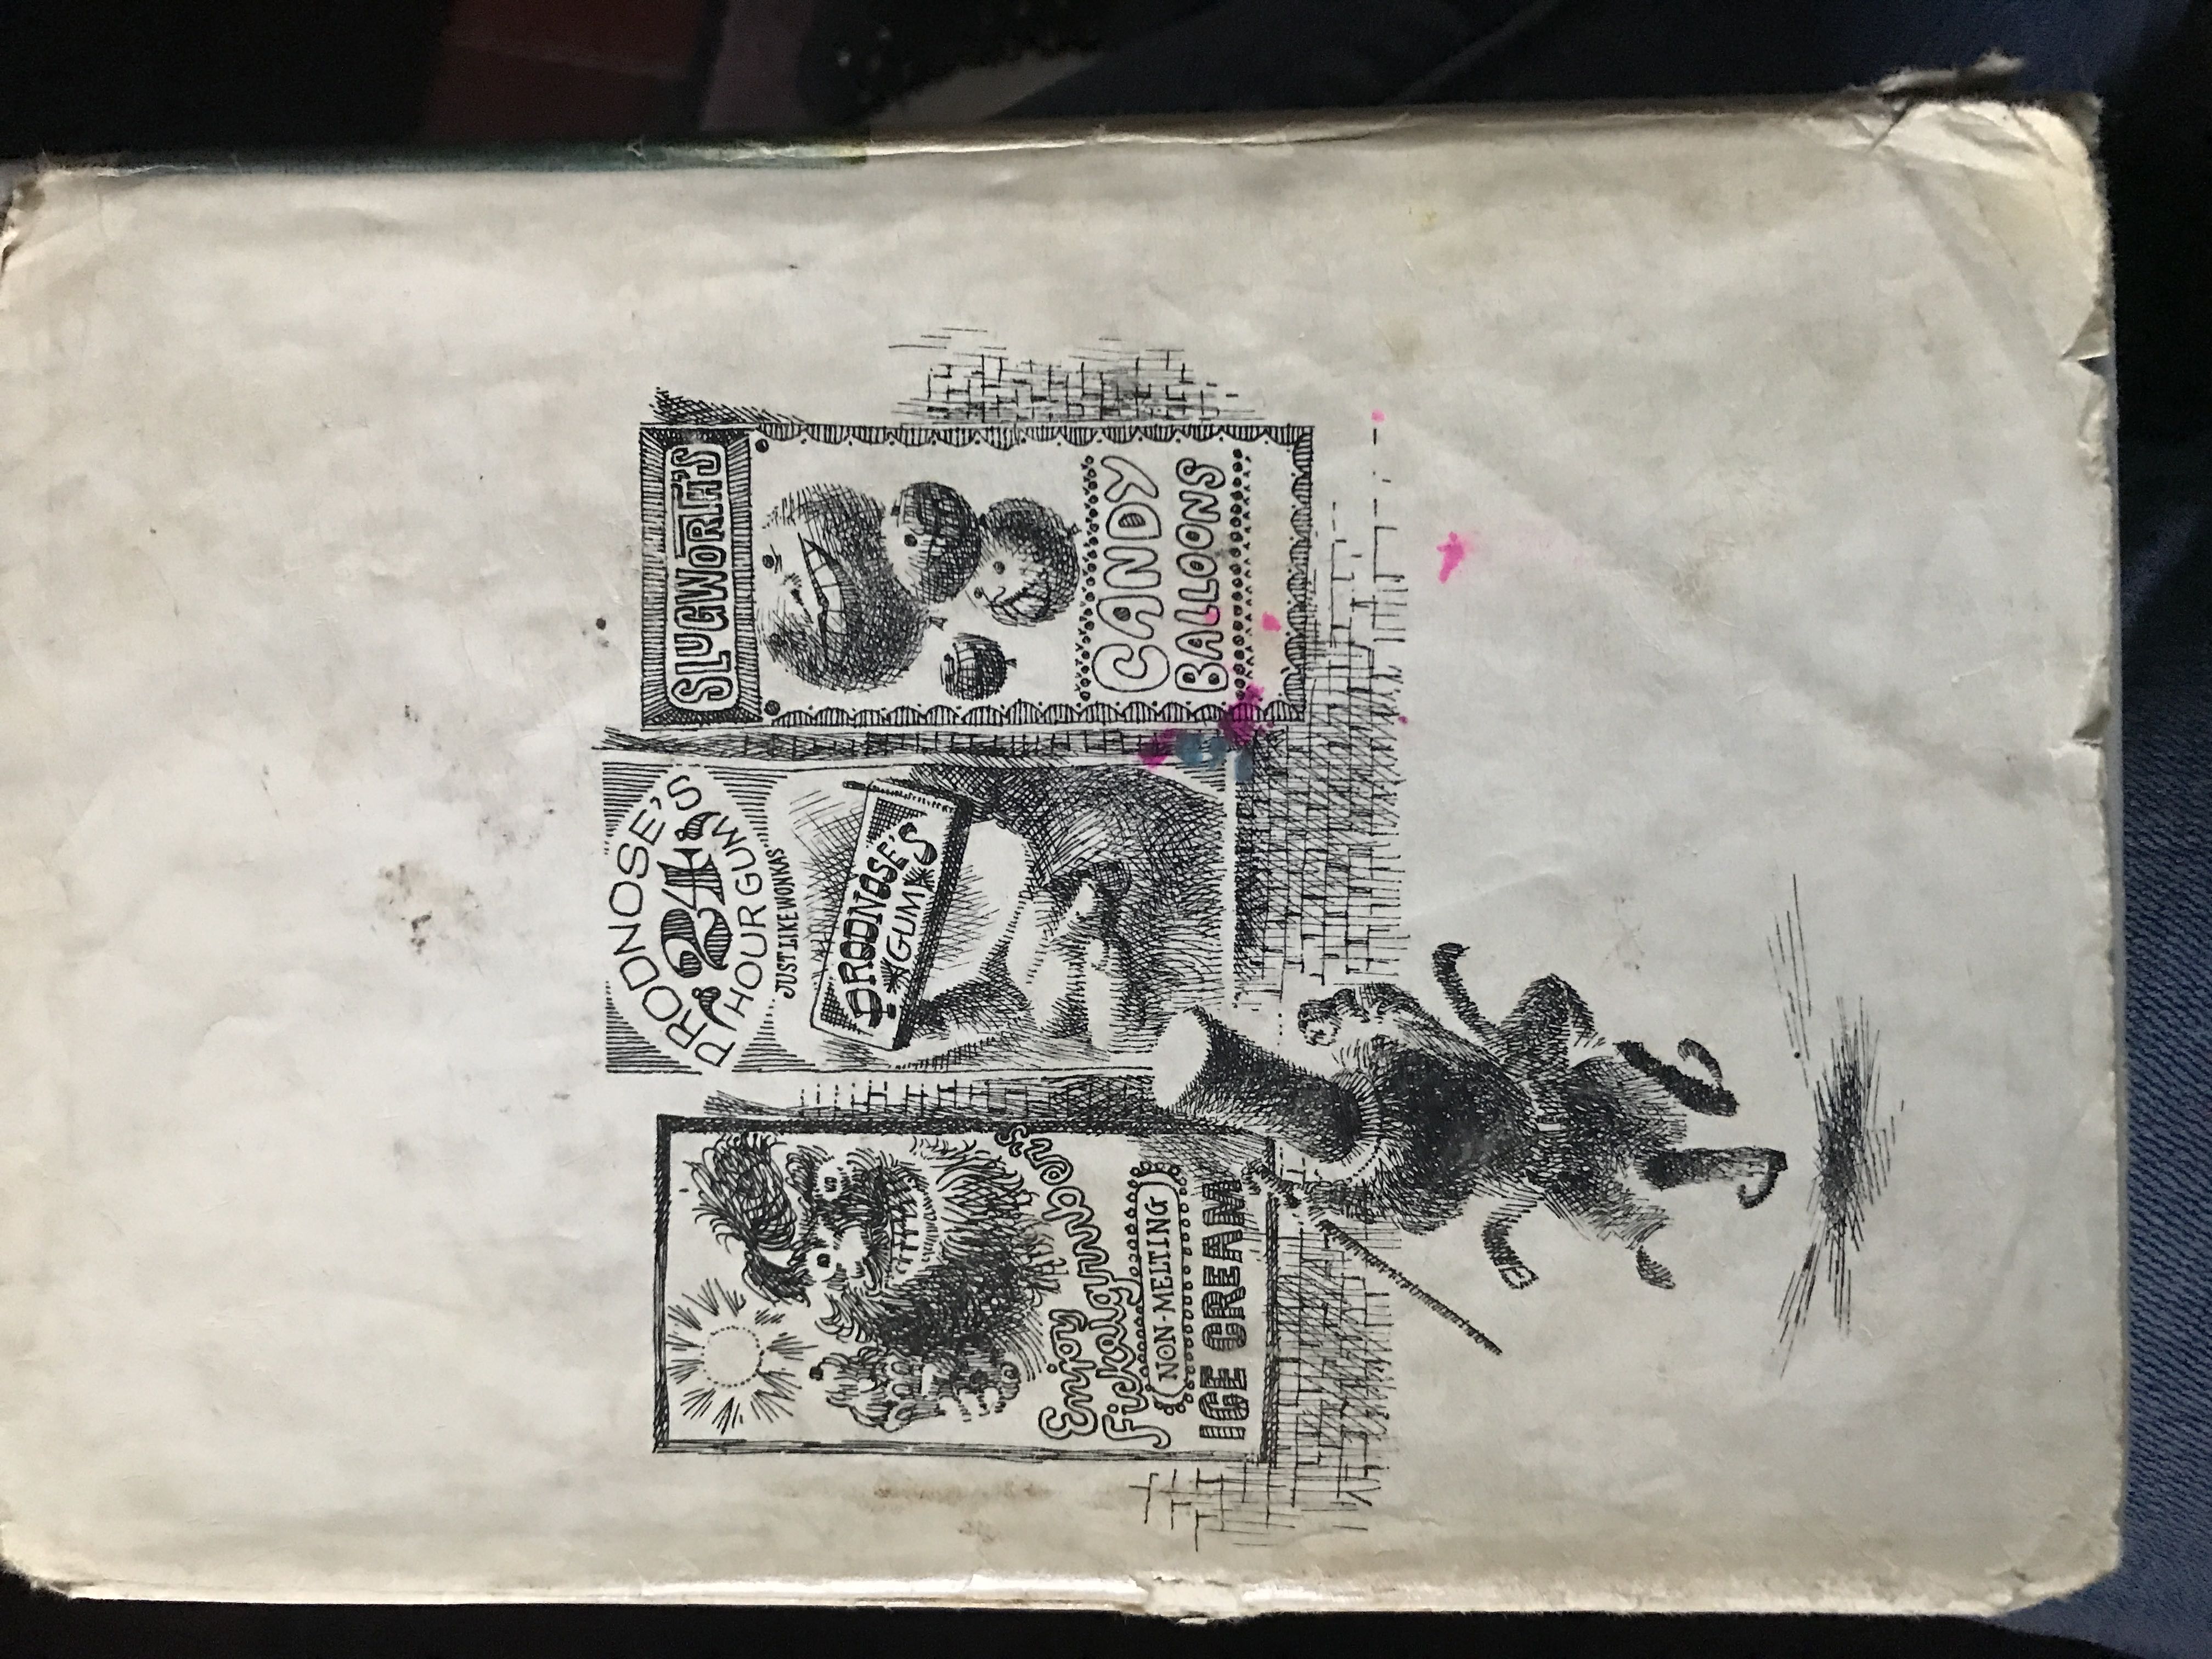 Enjoy
Fickelgruber's
NON-MELTING
ICE CREAM
PRODNOSE'S
24
HOUR GUM
JUST LIKE WONKAS
PRODNOSE'S
GUM
SLUGWORTH'S
CANDY
BALLOONS